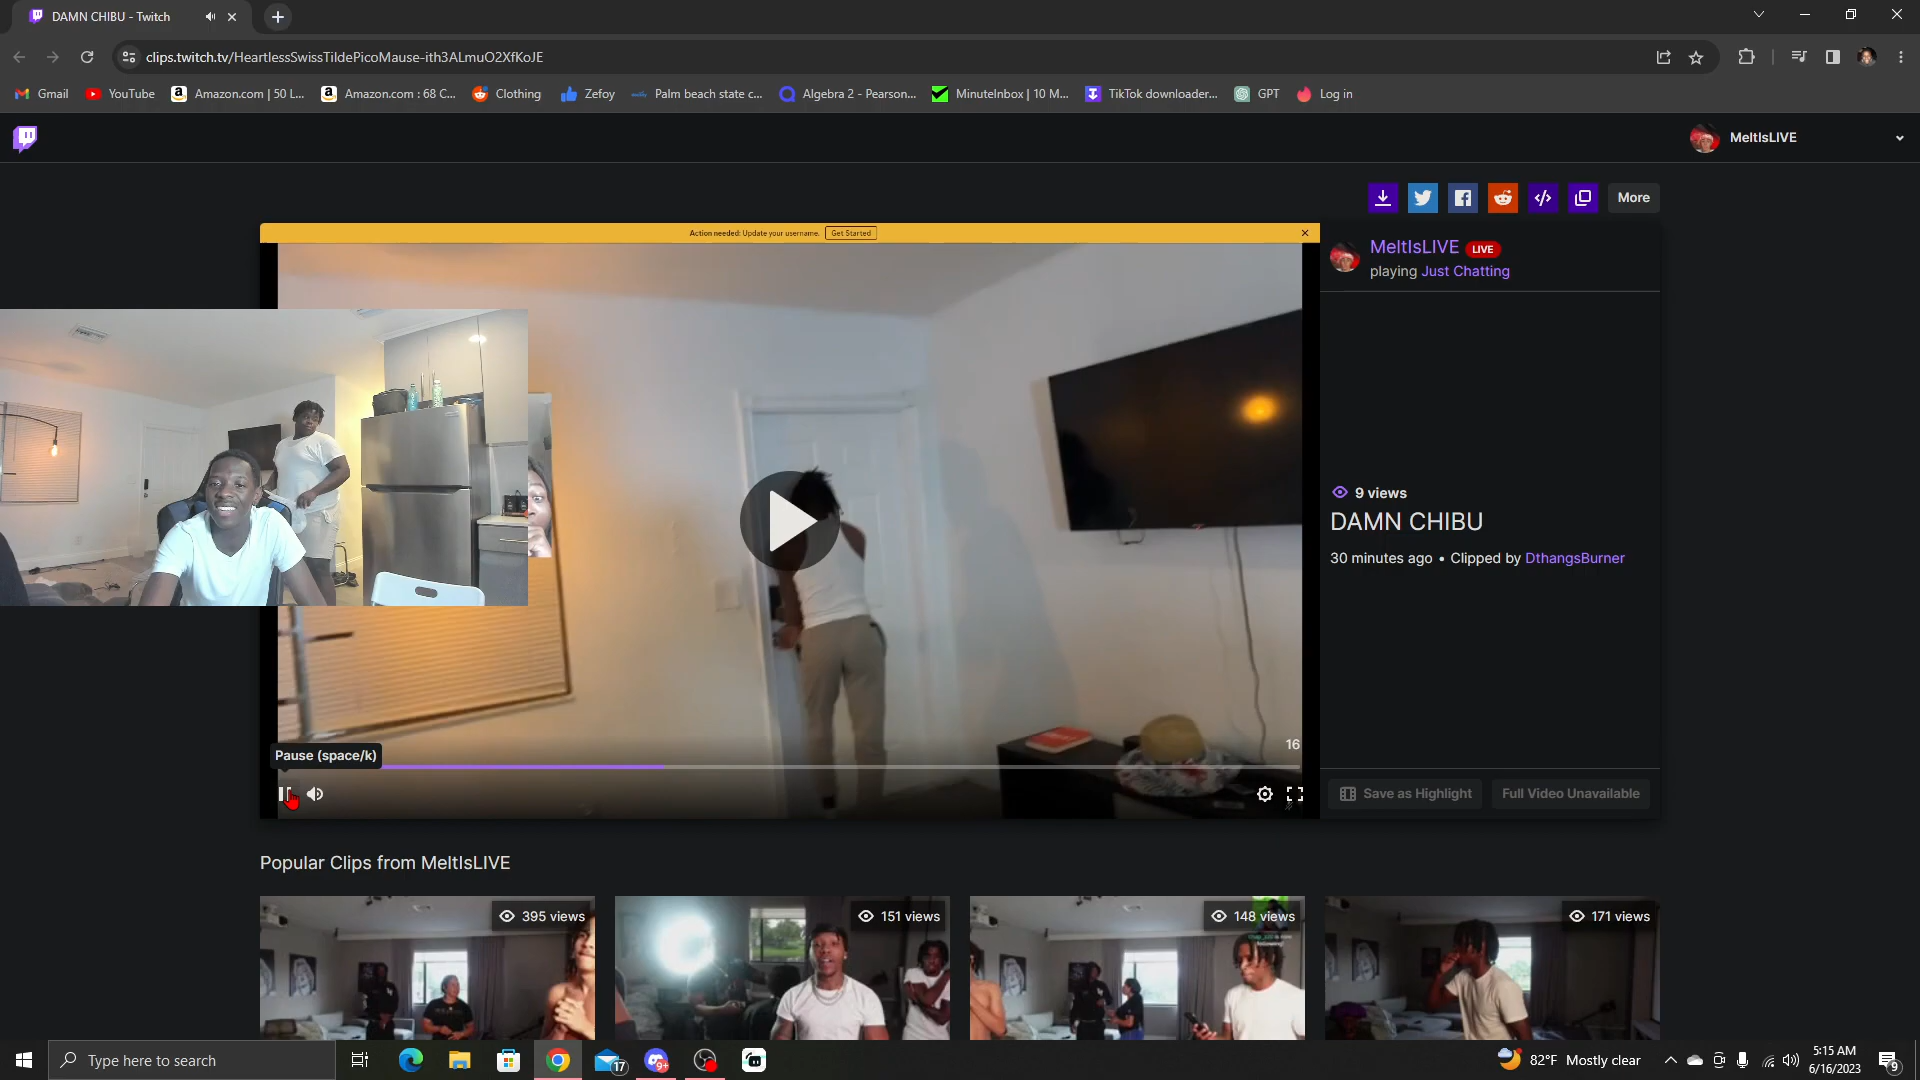 DAMN CHIBU - Twitch
clips.twitch.tv/HeartlessSwissTildePicoMause-ith3ALmuO2XfKoJE
Gmail
YouTube
Amazon.com | 50 L...
Amazon.com : 68 C...
Clothing
Zefoy
Palm beach state c...
Algebra 2 - Pearson...
MinuteInbox | 10 M...
TikTok downloader...
GPT
Log in
MeltIsLIVE
More
Action needed: Update your username. Get Started
MeltIsLIVE LIVE
playing Just Chatting
9 views
DAMN CHIBU
30 minutes ago • Clipped by DthangsBurner
Pause (space/k)
16
Save as Highlight
Full Video Unavailable
Popular Clips from MeltIsLIVE
395 views
151 views
148 views
171 views
Type here to search
17
9+
82°F Mostly clear
5:15 AM
6/16/2023
9